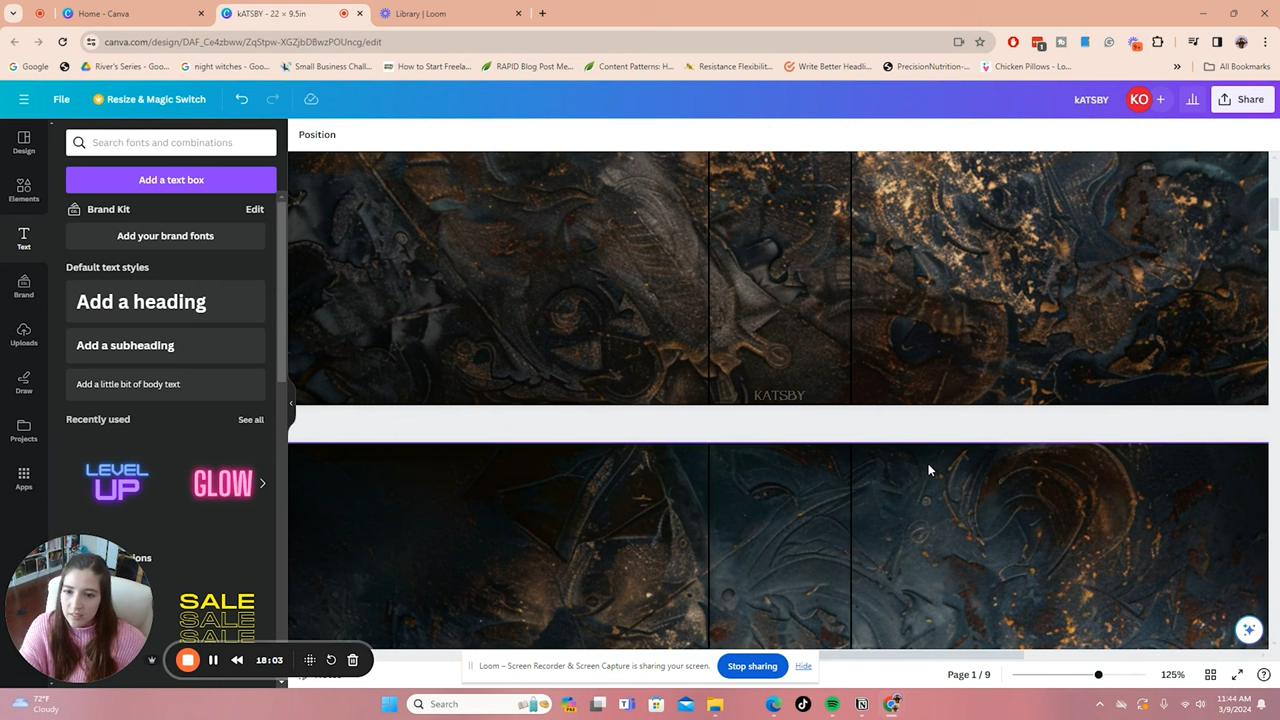 Home - Canva
kATSBY - 22 × 9.5in
Library | Loom
canva.com/design/DAF_Ce4zbww/ZqStpw-XGZjbDBwzPOUncg/edit
Google
River's Series - Goo...
night witches - Goo...
Small Business Chall...
How to Start Freela...
RAPID Blog Post Me...
Content Patterns: H...
Resistance Flexibilit...
Write Better Headli...
PrecisionNutrition-...
Chicken Pillows - Lo...
All Bookmarks
File
Resize & Magic Switch
kATSBY
KO
Share
Design
Elements
Text
Brand
Uploads
Draw
Projects
Apps
Search fonts and combinations
Add a text box
Brand Kit
Edit
Add your brand fonts
Default text styles
Add a heading
Add a subheading
Add a little bit of body text
Recently used
See all
LEVEL
UP
GLOW
SALE
SALE
SALE
Position
KATSBY
18:03
Loom – Screen Recorder & Screen Capture is sharing your screen.
Stop sharing
Hide
Page 1 / 9
125%
72°F
Cloudy
Search
11:44 AM
3/9/2024